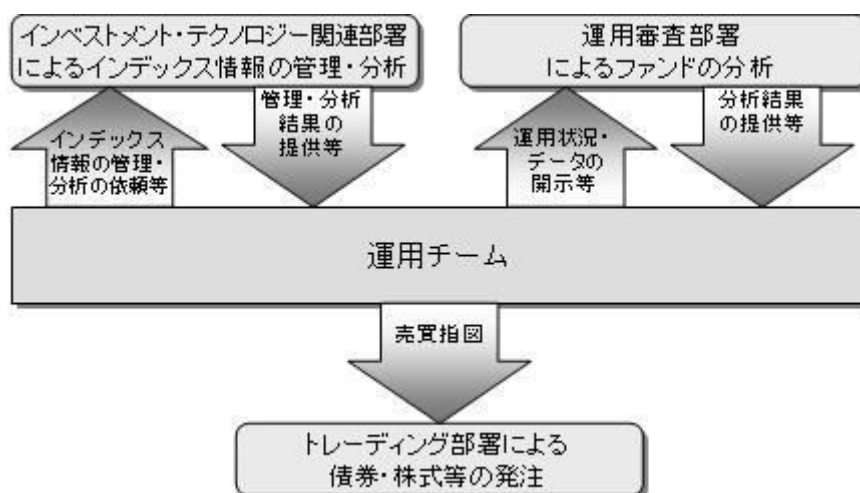 インベストメント・テクノロジー関連部署
によるインデックス情報の管理・分析
運用審査部署
によるファンドの分析
インデックス
情報の管理・
分析の依頼等
管理・分析
結果の
提供等
運用状況・
データの
開示等
分析結果
の提供等
運用チーム
売買指図
トレーディング部署による
債券・株式等の発注